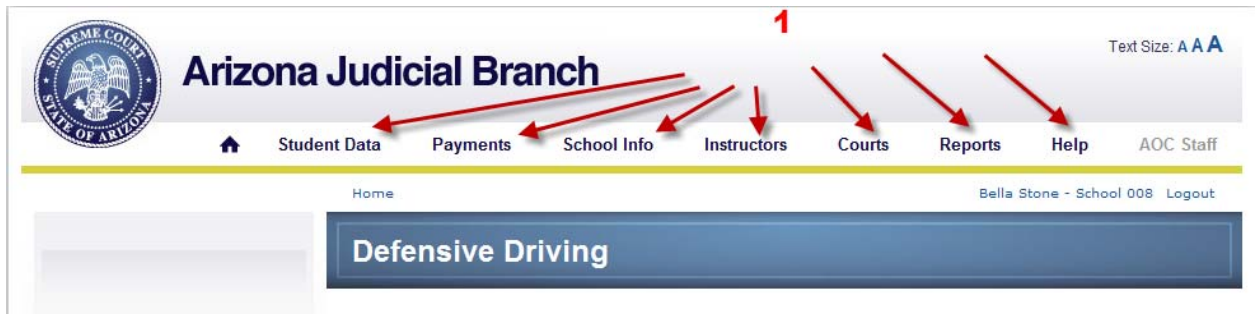 1
Text Size: A A A
SUPREME COURT
STATE OF ARIZONA
Arizona Judicial Branch
Student Data Payments School Info Instructors Courts Reports Help AOC Staff
Home Bella Stone - School 008 Logout
Defensive Driving